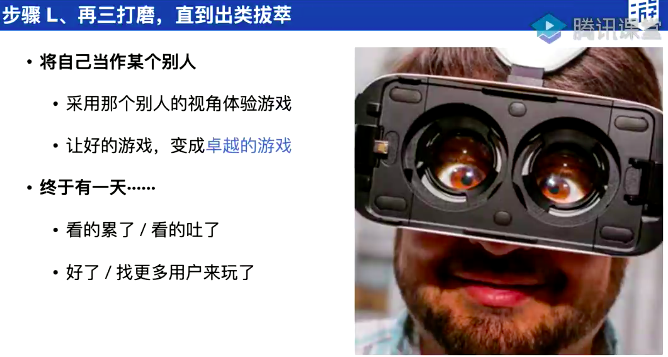 步骤 L、再三打磨，直到出类拔萃
腾讯课堂
• 将自己当作某个别人
• 采用那个别人的视角体验游戏
• 让好的游戏，变成卓越的游戏
• 终于有一天······
• 看的累了 / 看的吐了
• 好了 / 找更多用户来玩了